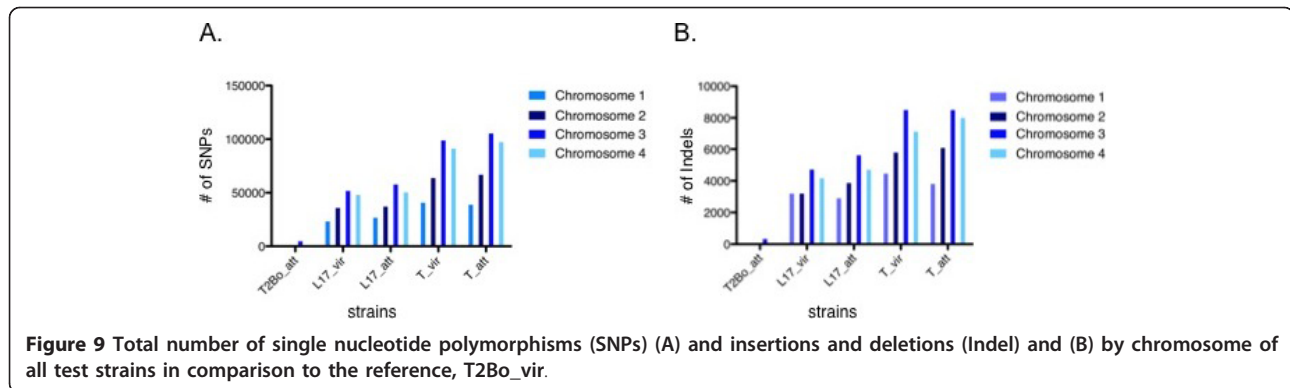 A.
B.
150000
100000
50000
0
# of SNPs
Chromosome 1
Chromosome 2
Chromosome 3
Chromosome 4
T2Bo_att
L17_vir
L17_att
T_vir
T_att
strains
10000
8000
6000
4000
2000
0
# of Indels
Chromosome 1
Chromosome 2
Chromosome 3
Chromosome 4
T2Bo_att
L17_vir
L17_att
T_vir
T_att
strains
Figure 9 Total number of single nucleotide polymorphisms (SNPs) (A) and insertions and deletions (Indel) and (B) by chromosome of
all test strains in comparison to the reference, T2Bo_vir.